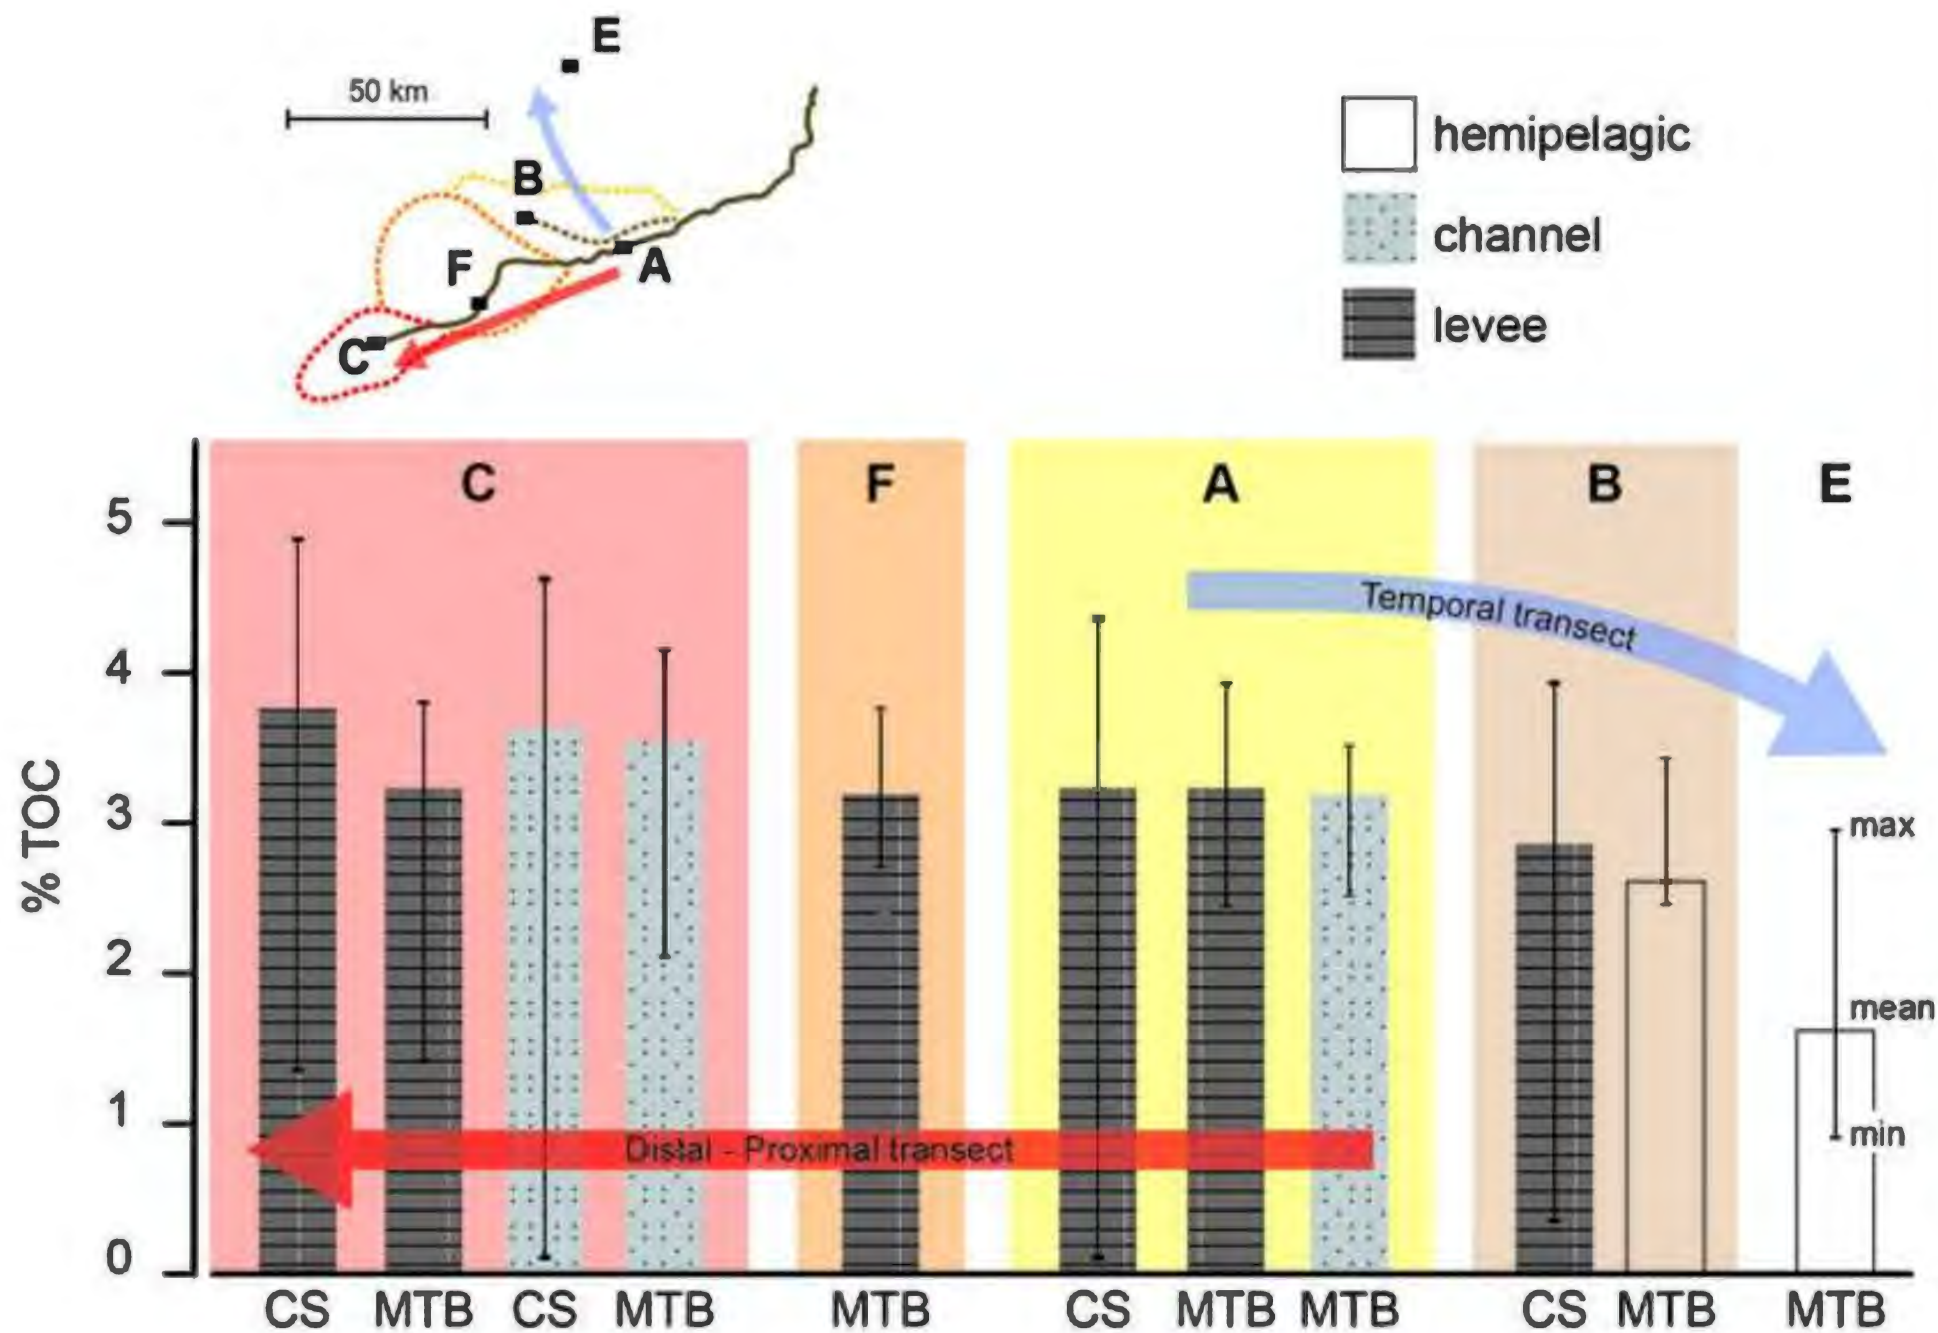 E
50 km
B
F
A
C
hemipelagic
channel
levee
C
F
A
B
E
5
4
3
2
1
0
% TOC
Temporal transect
max
mean
min
Distal - Proximal transect
CS MTB CS MTB MTB CS MTB MTB CS MTB MTB